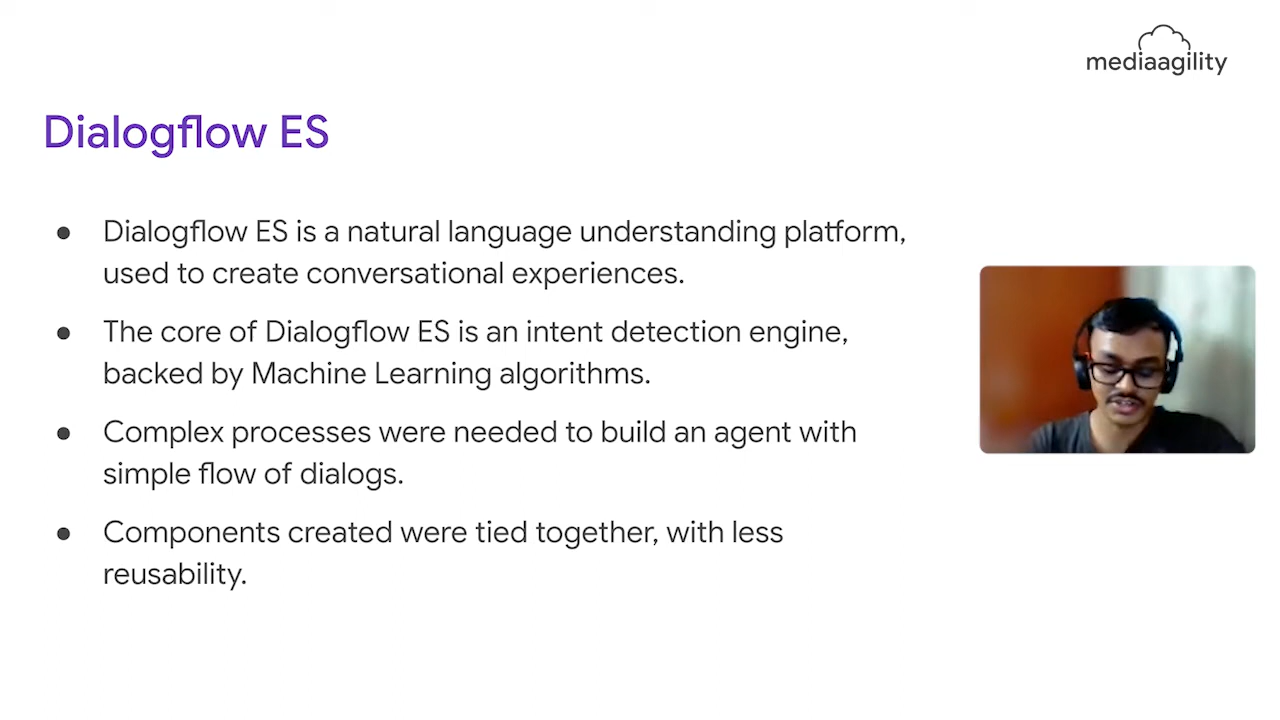 mediaagility
Dialogflow ES
● Dialogflow ES is a natural language understanding platform,
used to create conversational experiences.
● The core of Dialogflow ES is an intent detection engine,
backed by Machine Learning algorithms.
● Complex processes were needed to build an agent with
simple flow of dialogs.
● Components created were tied together, with less
reusability.